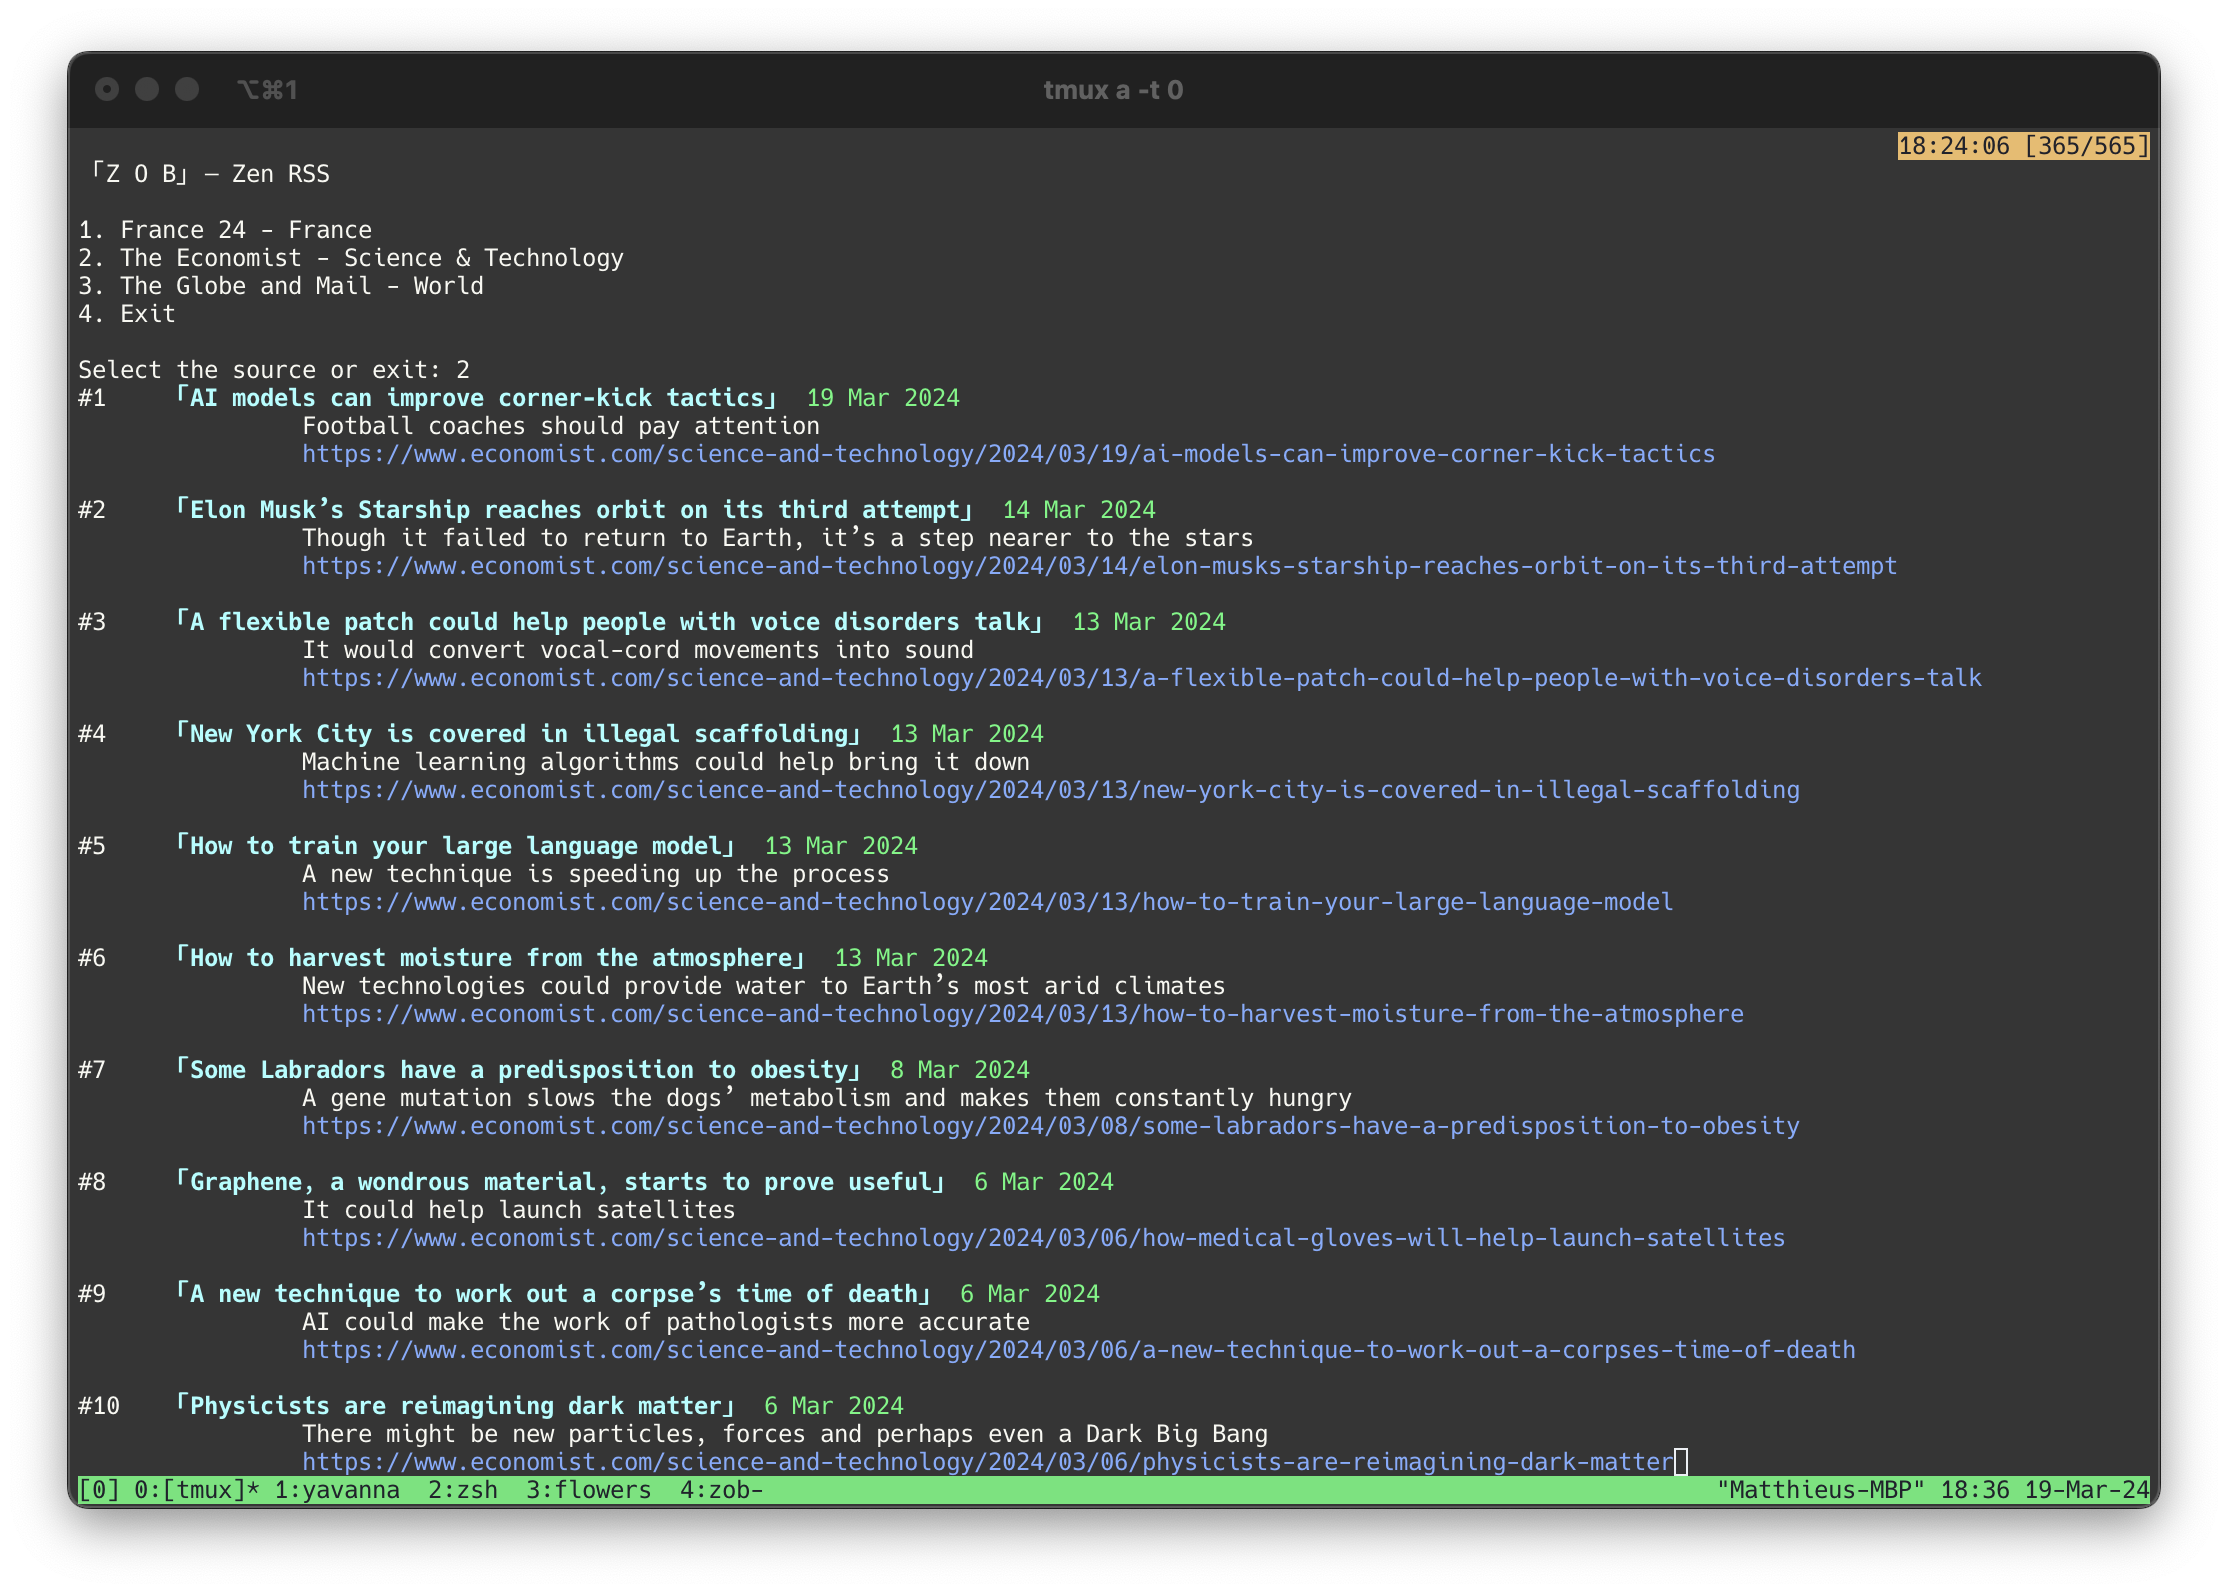 ⌥⌘1 tmux a -t 0
18:24:06 [365/565]
「Z O B」 — Zen RSS
1. France 24 - France
2. The Economist - Science & Technology
3. The Globe and Mail - World
4. Exit
Select the source or exit: 2
#1 「AI models can improve corner-kick tactics」 19 Mar 2024
Football coaches should pay attention
https://www.economist.com/science-and-technology/2024/03/19/ai-models-can-improve-corner-kick-tactics
#2 「Elon Musk’s Starship reaches orbit on its third attempt」 14 Mar 2024
Though it failed to return to Earth, it’s a step nearer to the stars
https://www.economist.com/science-and-technology/2024/03/14/elon-musks-starship-reaches-orbit-on-its-third-attempt
#3 「A flexible patch could help people with voice disorders talk」 13 Mar 2024
It would convert vocal-cord movements into sound
https://www.economist.com/science-and-technology/2024/03/13/a-flexible-patch-could-help-people-with-voice-disorders-talk
#4 「New York City is covered in illegal scaffolding」 13 Mar 2024
Machine learning algorithms could help bring it down
https://www.economist.com/science-and-technology/2024/03/13/new-york-city-is-covered-in-illegal-scaffolding
#5 「How to train your large language model」 13 Mar 2024
A new technique is speeding up the process
https://www.economist.com/science-and-technology/2024/03/13/how-to-train-your-large-language-model
#6 「How to harvest moisture from the atmosphere」 13 Mar 2024
New technologies could provide water to Earth’s most arid climates
https://www.economist.com/science-and-technology/2024/03/13/how-to-harvest-moisture-from-the-atmosphere
#7 「Some Labradors have a predisposition to obesity」 8 Mar 2024
A gene mutation slows the dogs’ metabolism and makes them constantly hungry
https://www.economist.com/science-and-technology/2024/03/08/some-labradors-have-a-predisposition-to-obesity
#8 「Graphene, a wondrous material, starts to prove useful」 6 Mar 2024
It could help launch satellites
https://www.economist.com/science-and-technology/2024/03/06/how-medical-gloves-will-help-launch-satellites
#9 「A new technique to work out a corpse’s time of death」 6 Mar 2024
AI could make the work of pathologists more accurate
https://www.economist.com/science-and-technology/2024/03/06/a-new-technique-to-work-out-a-corpses-time-of-death
#10 「Physicists are reimagining dark matter」 6 Mar 2024
There might be new particles, forces and perhaps even a Dark Big Bang
https://www.economist.com/science-and-technology/2024/03/06/physicists-are-reimagining-dark-matter
[0] 0:[tmux]* 1:yavanna 2:zsh 3:flowers 4:zob- "Matthieus-MBP" 18:36 19-Mar-24